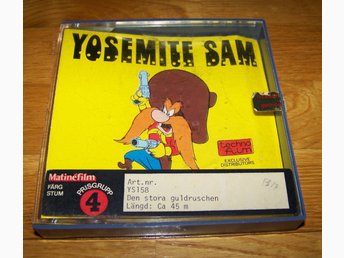 YOSEMITE SAM
techno
film
EXCLUSIVE
DISTRIBUTORS
Matinéfilm
FÄRG
STUM
PRISGRUPP
4
Art.nr.
YS158
Den stora guldruschen
Längd: Ca 45 m